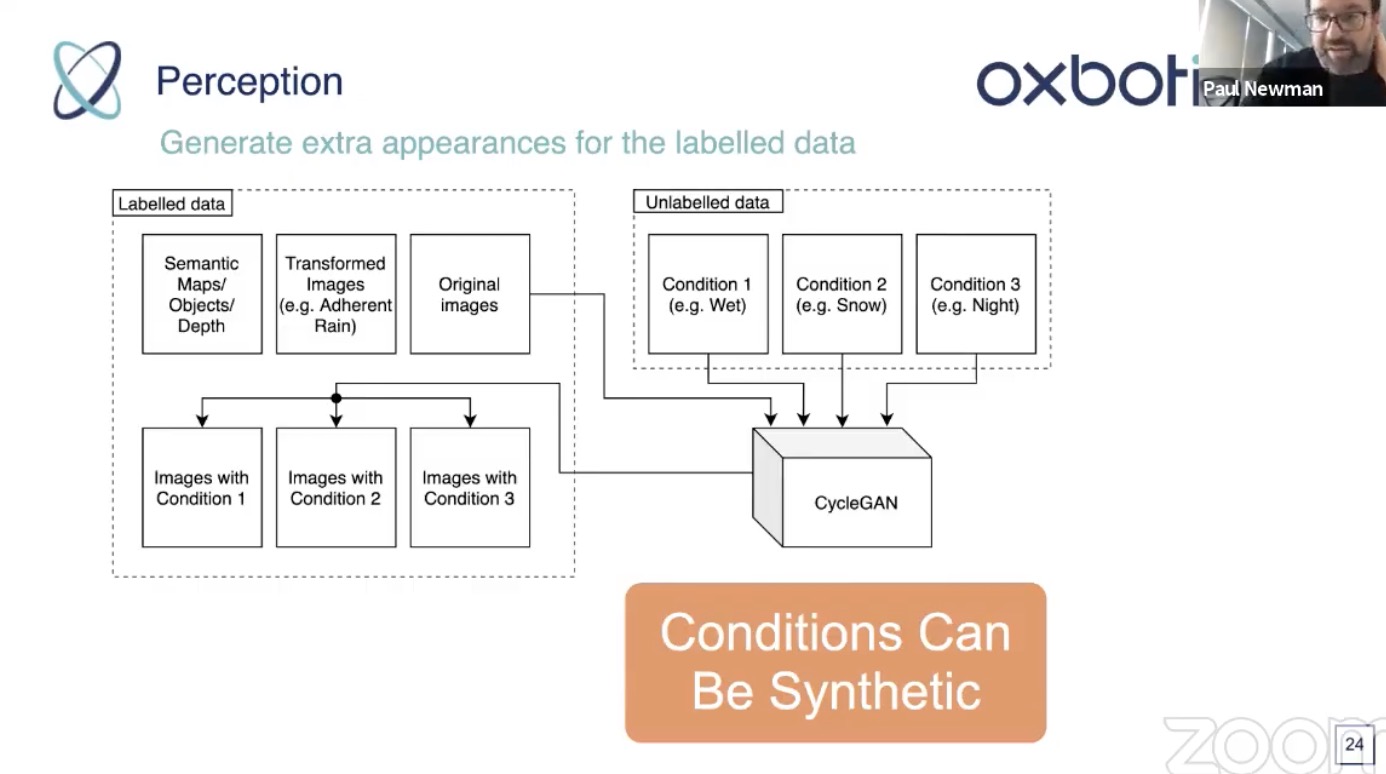 Perception
oxboti
Paul Newman
Generate extra appearances for the labelled data
Labelled data
Semantic
Maps/
Objects/
Depth
Transformed
Images
(e.g. Adherent
Rain)
Original
images
Unlabelled data
Condition 1
(e.g. Wet)
Condition 2
(e.g. Snow)
Condition 3
(e.g. Night)
Images with
Condition 1
Images with
Condition 2
Images with
Condition 3
CycleGAN
Conditions Can
Be Synthetic
zoom
24